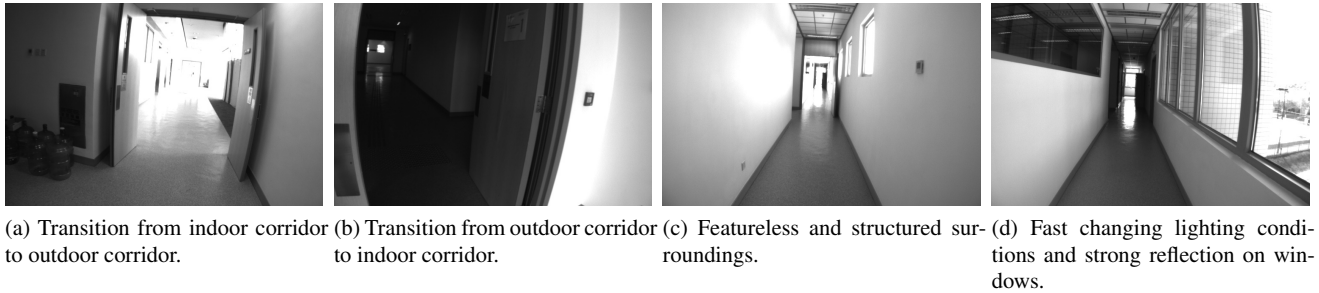 (a) Transition from indoor corridor
to outdoor corridor.
(b) Transition from outdoor corridor
to indoor corridor.
(c) Featureless and structured sur-
roundings.
(d) Fast changing lighting condi-
tions and strong reflection on win-
dows.